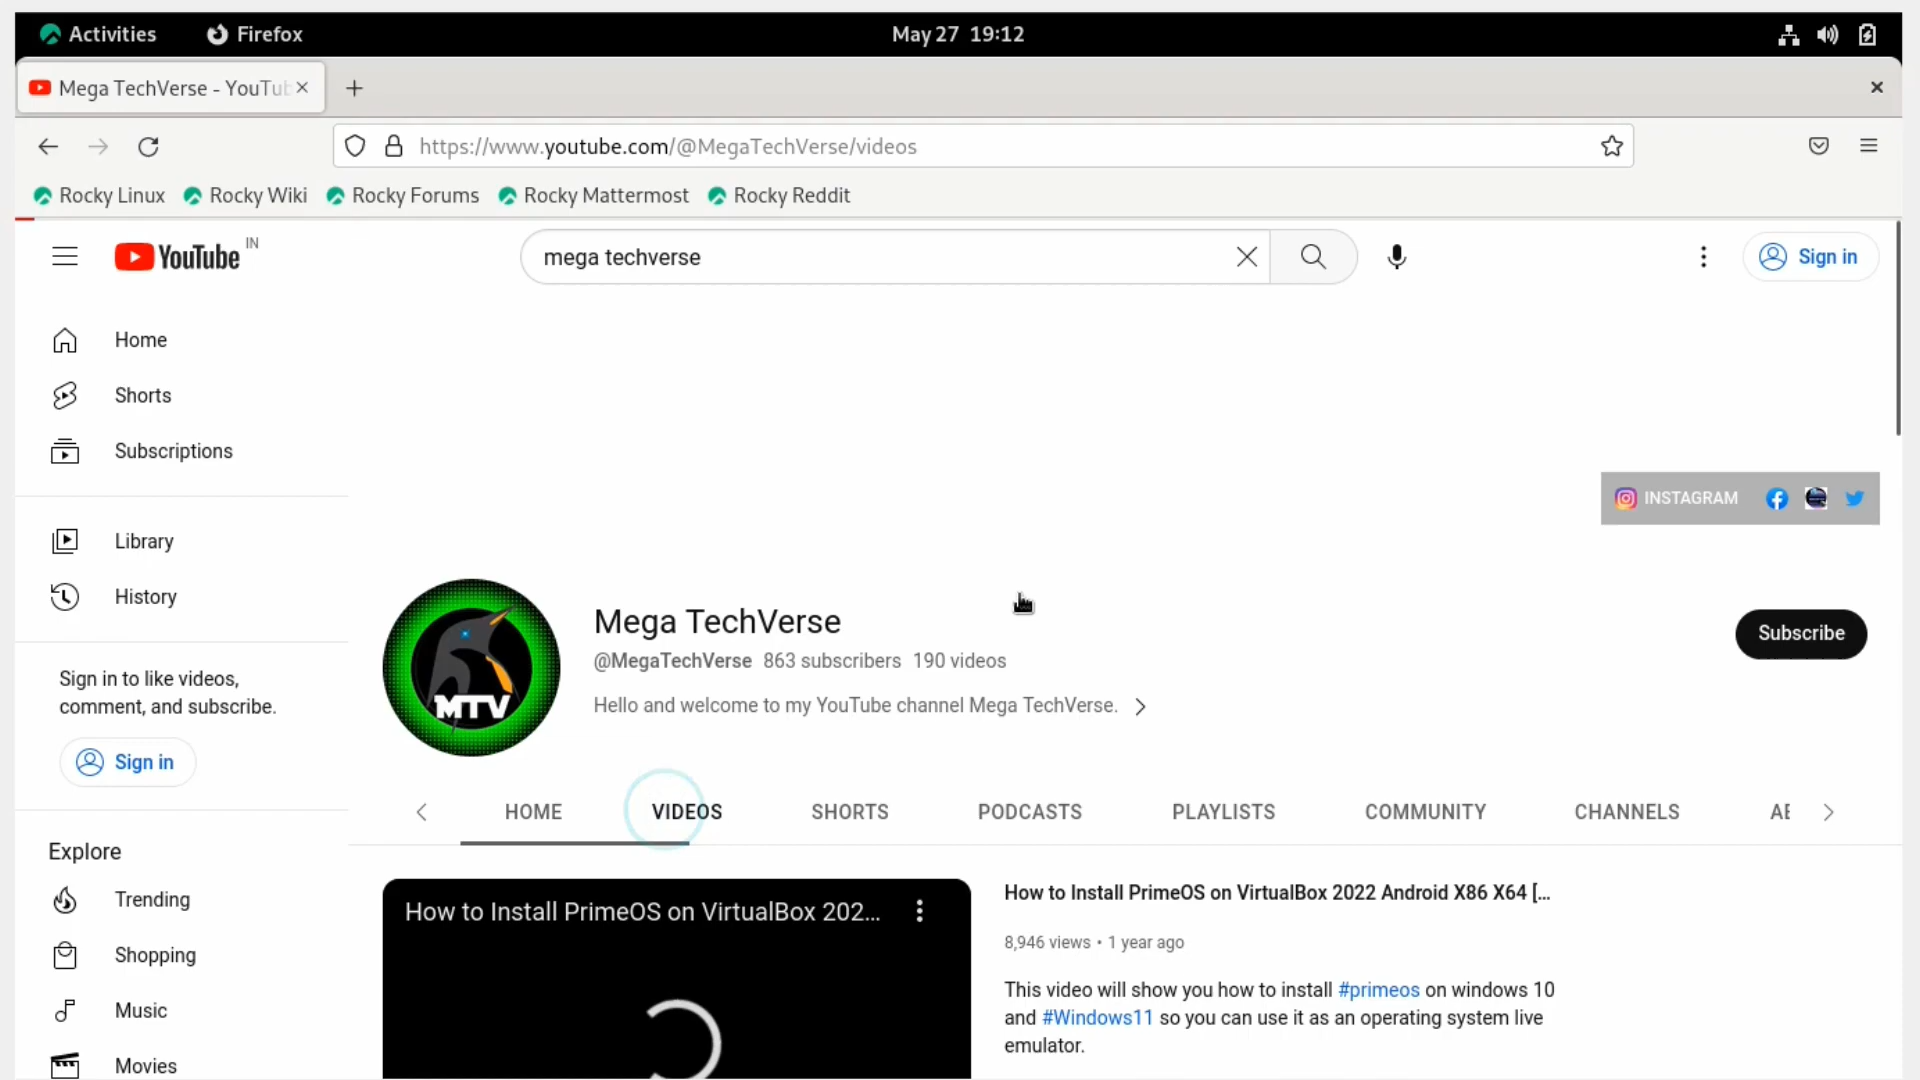 Activities
Firefox
May 27 19:12
Mega TechVerse - YouTub
https://www.youtube.com/@MegaTechVerse/videos
Rocky Linux
Rocky Wiki
Rocky Forums
Rocky Mattermost
Rocky Reddit
YouTube IN
mega techverse
Sign in
Home
Shorts
Subscriptions
Library
History
Sign in to like videos,
comment, and subscribe.
Sign in
Explore
Trending
Shopping
Music
Movies
INSTAGRAM
MTV
Mega TechVerse
@MegaTechVerse 863 subscribers 190 videos
Hello and welcome to my YouTube channel Mega TechVerse.
Subscribe
HOME
VIDEOS
SHORTS
PODCASTS
PLAYLISTS
COMMUNITY
CHANNELS
AE
How to Install PrimeOS on VirtualBox 202...
How to Install PrimeOS on VirtualBox 2022 Android X86 X64 [...
8,946 views • 1 year ago
This video will show you how to install #primeos on windows 10
and #Windows11 so you can use it as an operating system live
emulator.